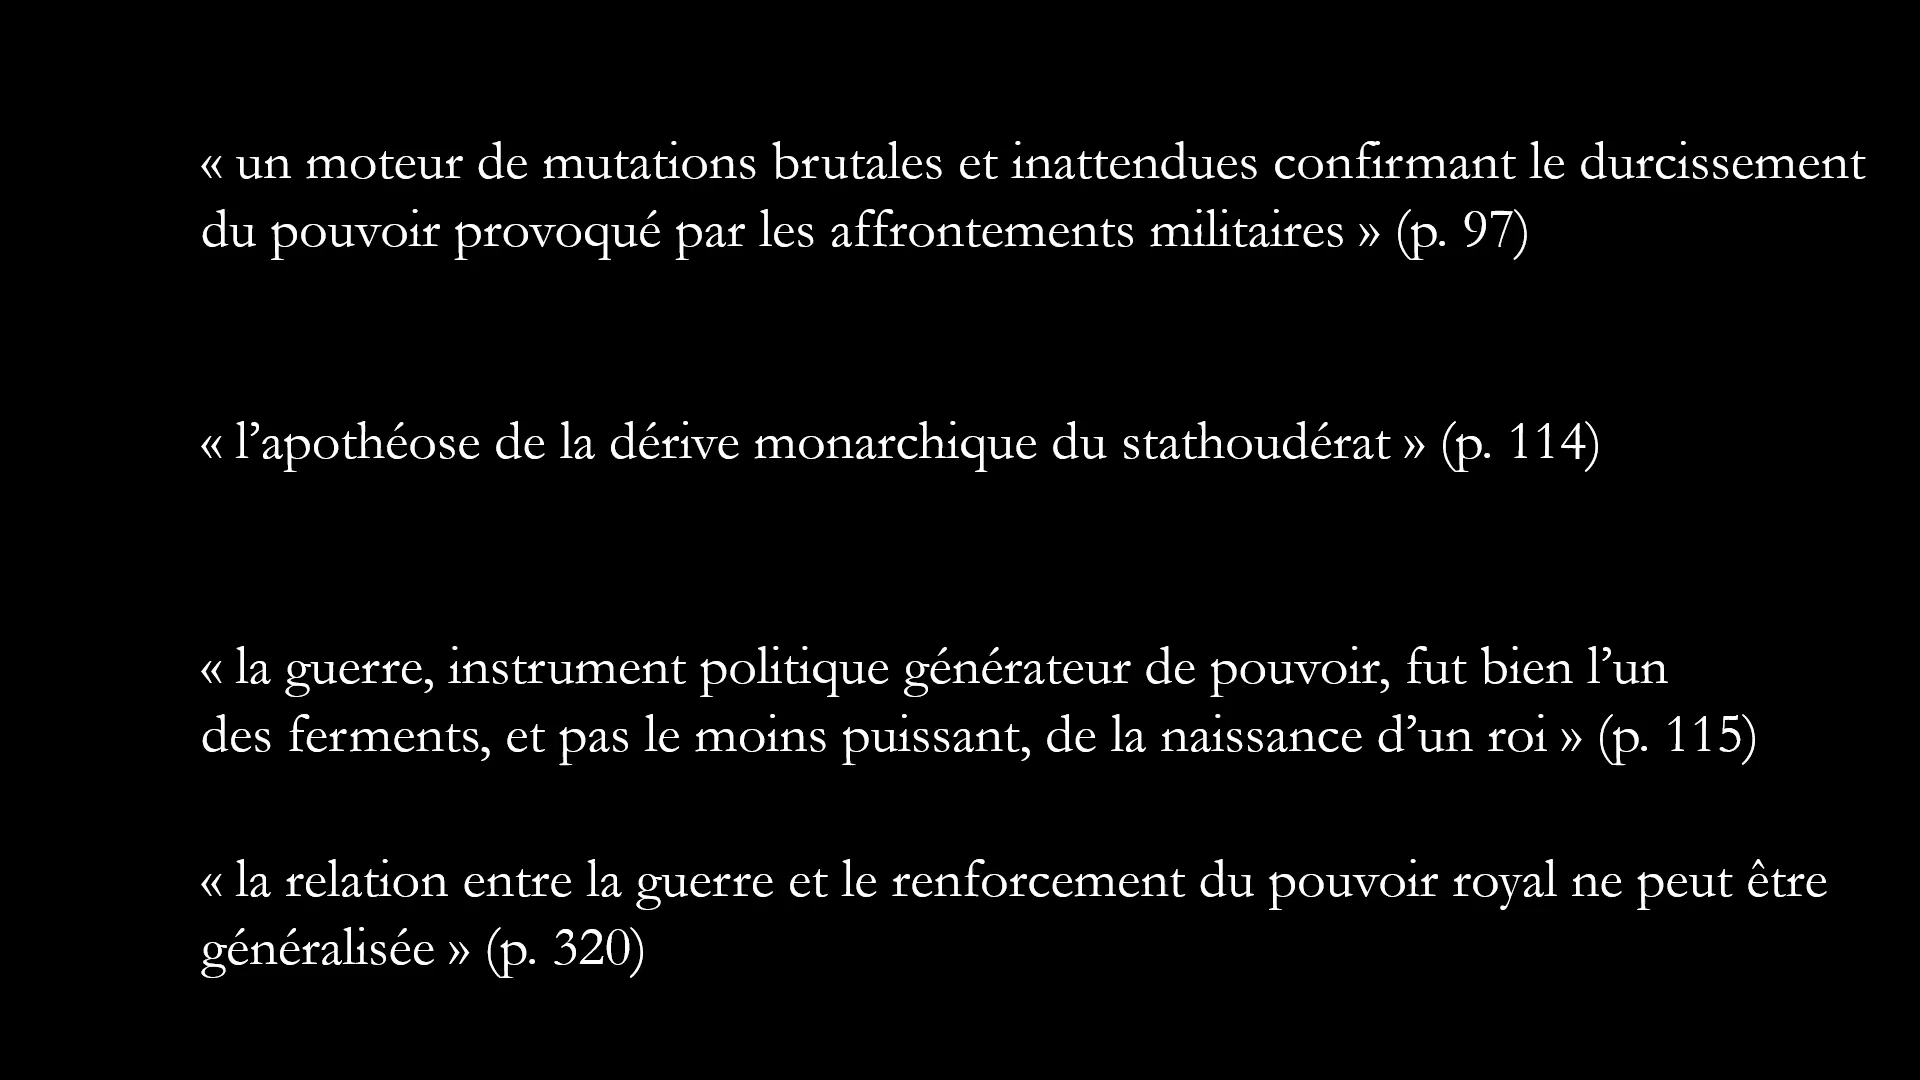 « un moteur de mutations brutales et inattendues confirmant le durcissement
du pouvoir provoqué par les affrontements militaires » (p. 97)
« l’apothéose de la dérive monarchique du stathoudérat » (p. 114)
« la guerre, instrument politique générateur de pouvoir, fut bien l’un
des ferments, et pas le moins puissant, de la naissance d’un roi » (p. 115)
« la relation entre la guerre et le renforcement du pouvoir royal ne peut être
généralisée » (p. 320)